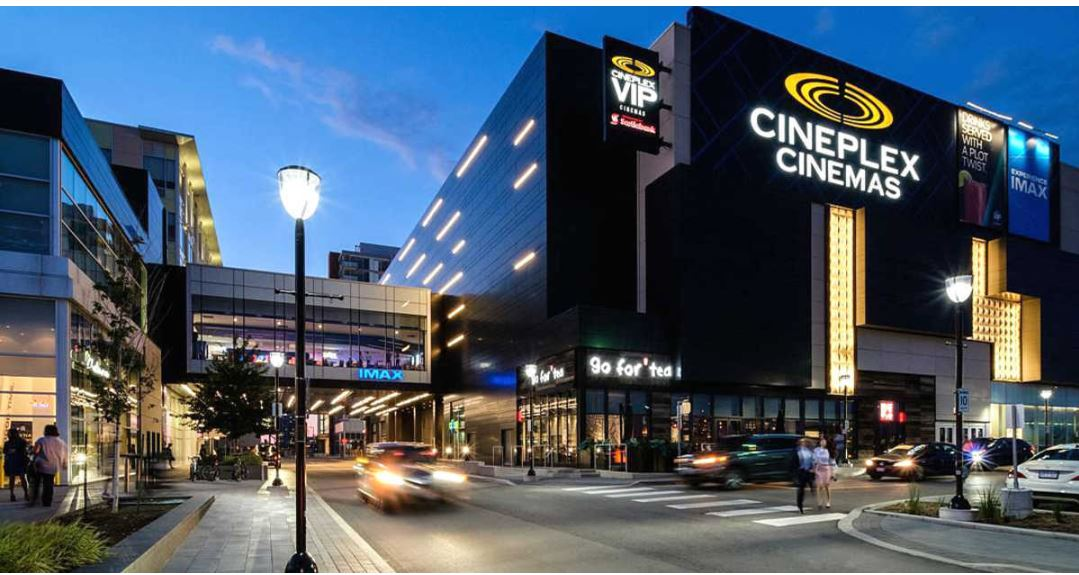 CINEPLEX
VIP
CINEMAS
Scotiabank
CINEPLEX
CINEMAS
DRINKS
SERVED
WITH
A PLOT
TWIST.
EXPERIENCE
IMAX
IMAX
go for tea
go for tea
10